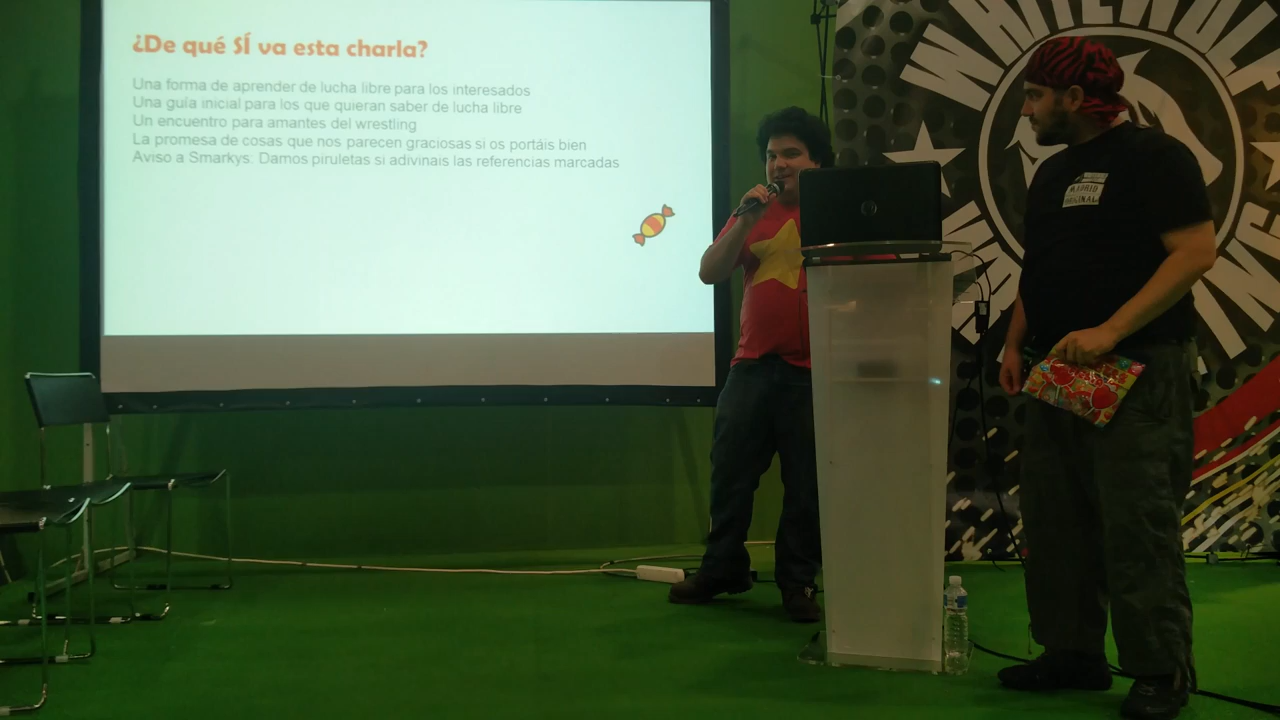 ¿De qué SÍ va esta charla?
Una forma de aprender de lucha libre para los interesados
Una guía inicial para los que quieran saber de lucha libre
Un encuentro para amantes del wrestling
La promesa de cosas que nos parecen graciosas si os portáis bien
Aviso a Smarkys: Damos piruletas si adivinais las referencias marcadas
WHITEWOLF
MADRID
ORIGINAL